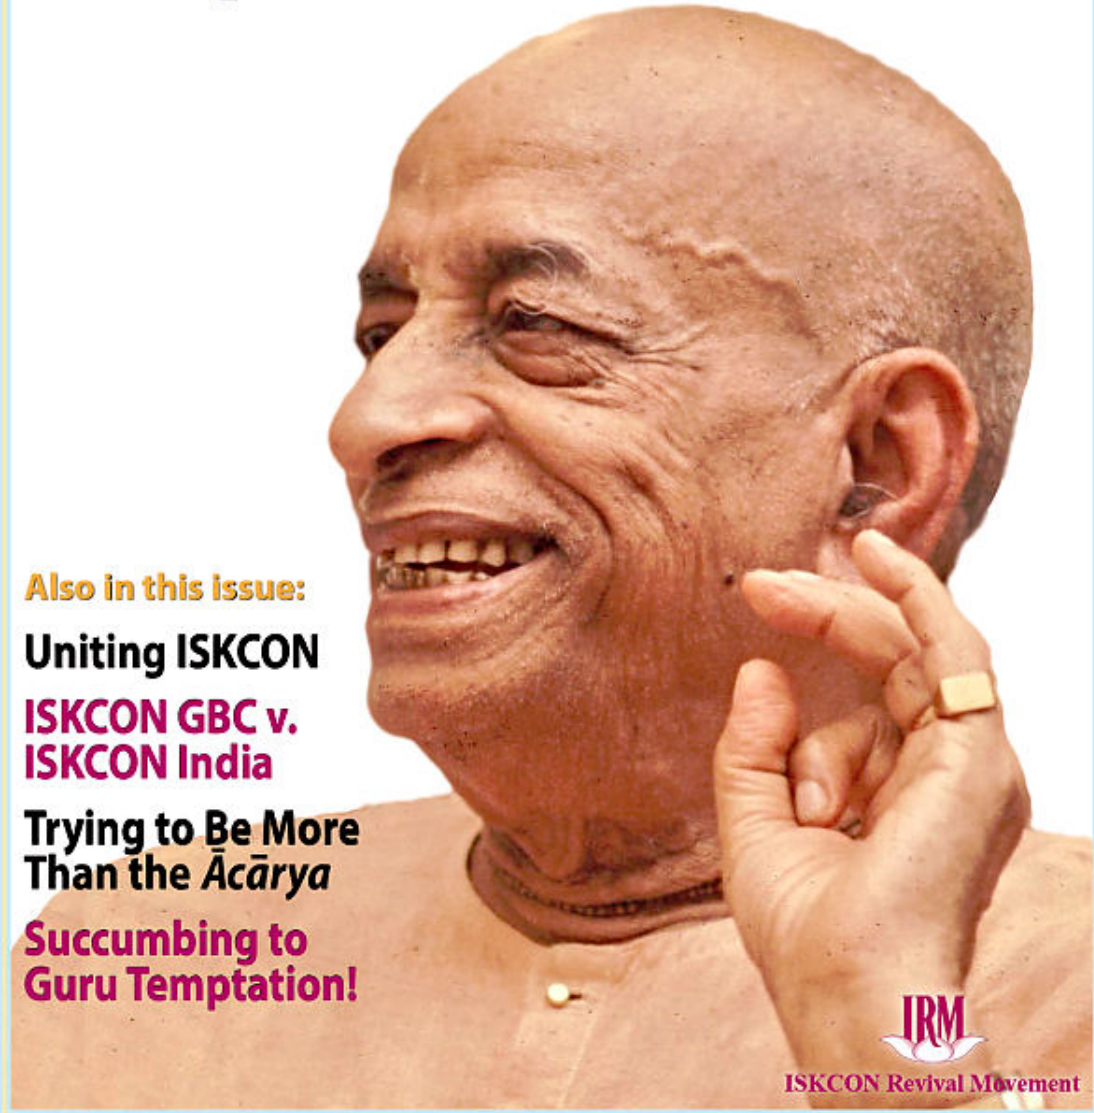 Also in this issue:
Uniting ISKCON
ISKCON GBC v.
ISKCON India
Trying to Be More
Than the Ācārya
Succumbing to
Guru Temptation!
IRM
ISKCON Revival Movement